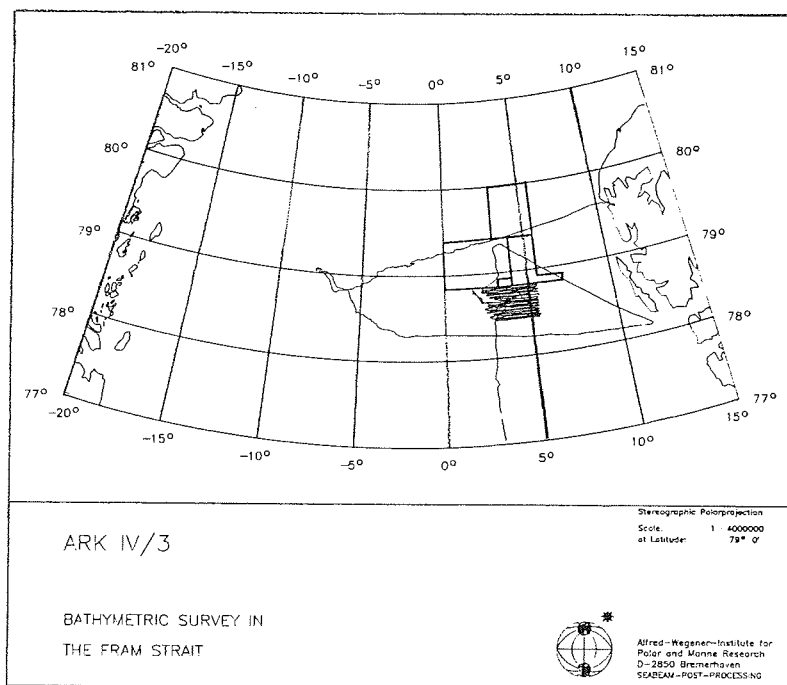 -20° -15° -10° -5° 0° 5° 10° 15°
81° 81°
80° 80°
79° 79°
78° 78°
77° 77°
-20° -15° -10° -5° 0° 5° 10° 15°
Stereographic Polarprojection
Scale: 1 : 4000000
at Latitude: 79° 0'
ARK IV/3
BATHYMETRIC SURVEY IN
THE FRAM STRAIT
Alfred-Wegener-Institute for
Polar and Marine Research
D-2850 Bremerhaven
SEABEAM-POST-PROCESSING